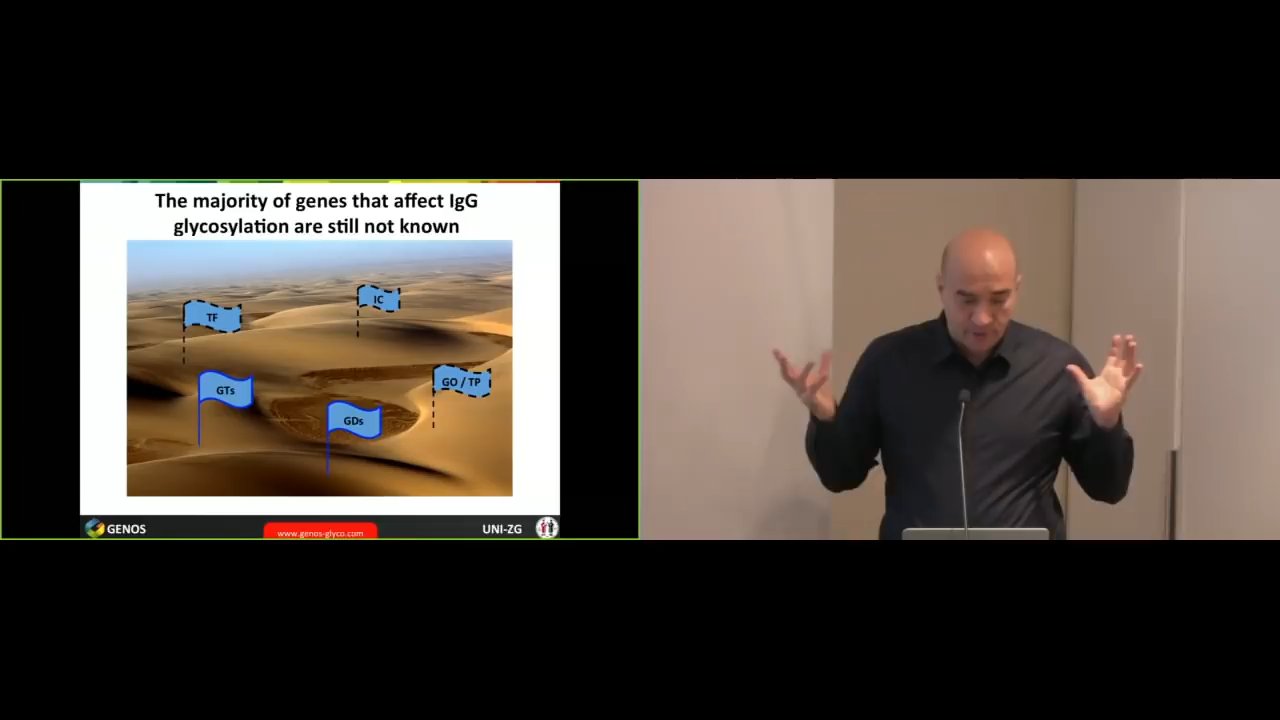 The majority of genes that affect IgG
glycosylation are still not known
IC
TF
GO / TP
GTs
GDs
GENOS
www.genos-glyco.com
UNI-ZG